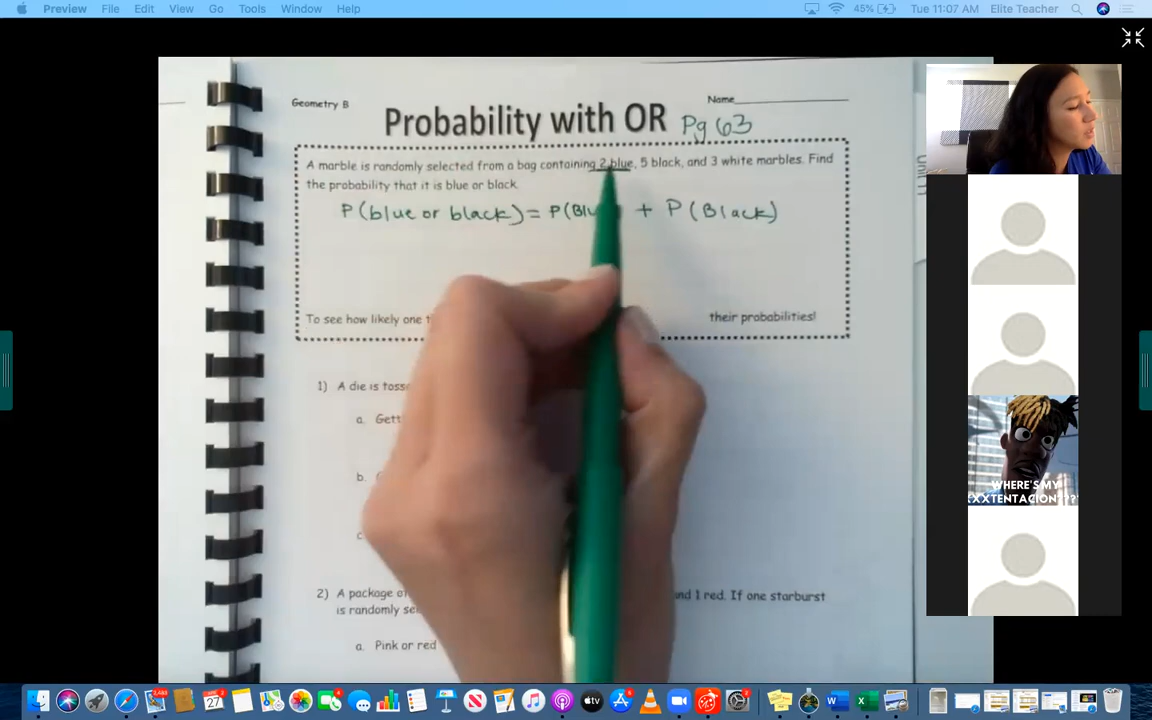 Preview File Edit View Go Tools Window Help
45% Tue 11:07 AM Elite Teacher
Geometry B
Name
Probability with OR Pg 63
A marble is randomly selected from a bag containing 2 blue, 5 black, and 3 white marbles. Find
the probability that it is blue or black.
P(blue or black) = P(Blu + P(Black)
To see how likely one their probabilities!
1) A die is toss
a. Gett
b.
c
2) A package of and 1 red. If one starburst
is randomly se
a. Pink or red
WHERE'S MY
XXTENTACION???
27
tv
W
X